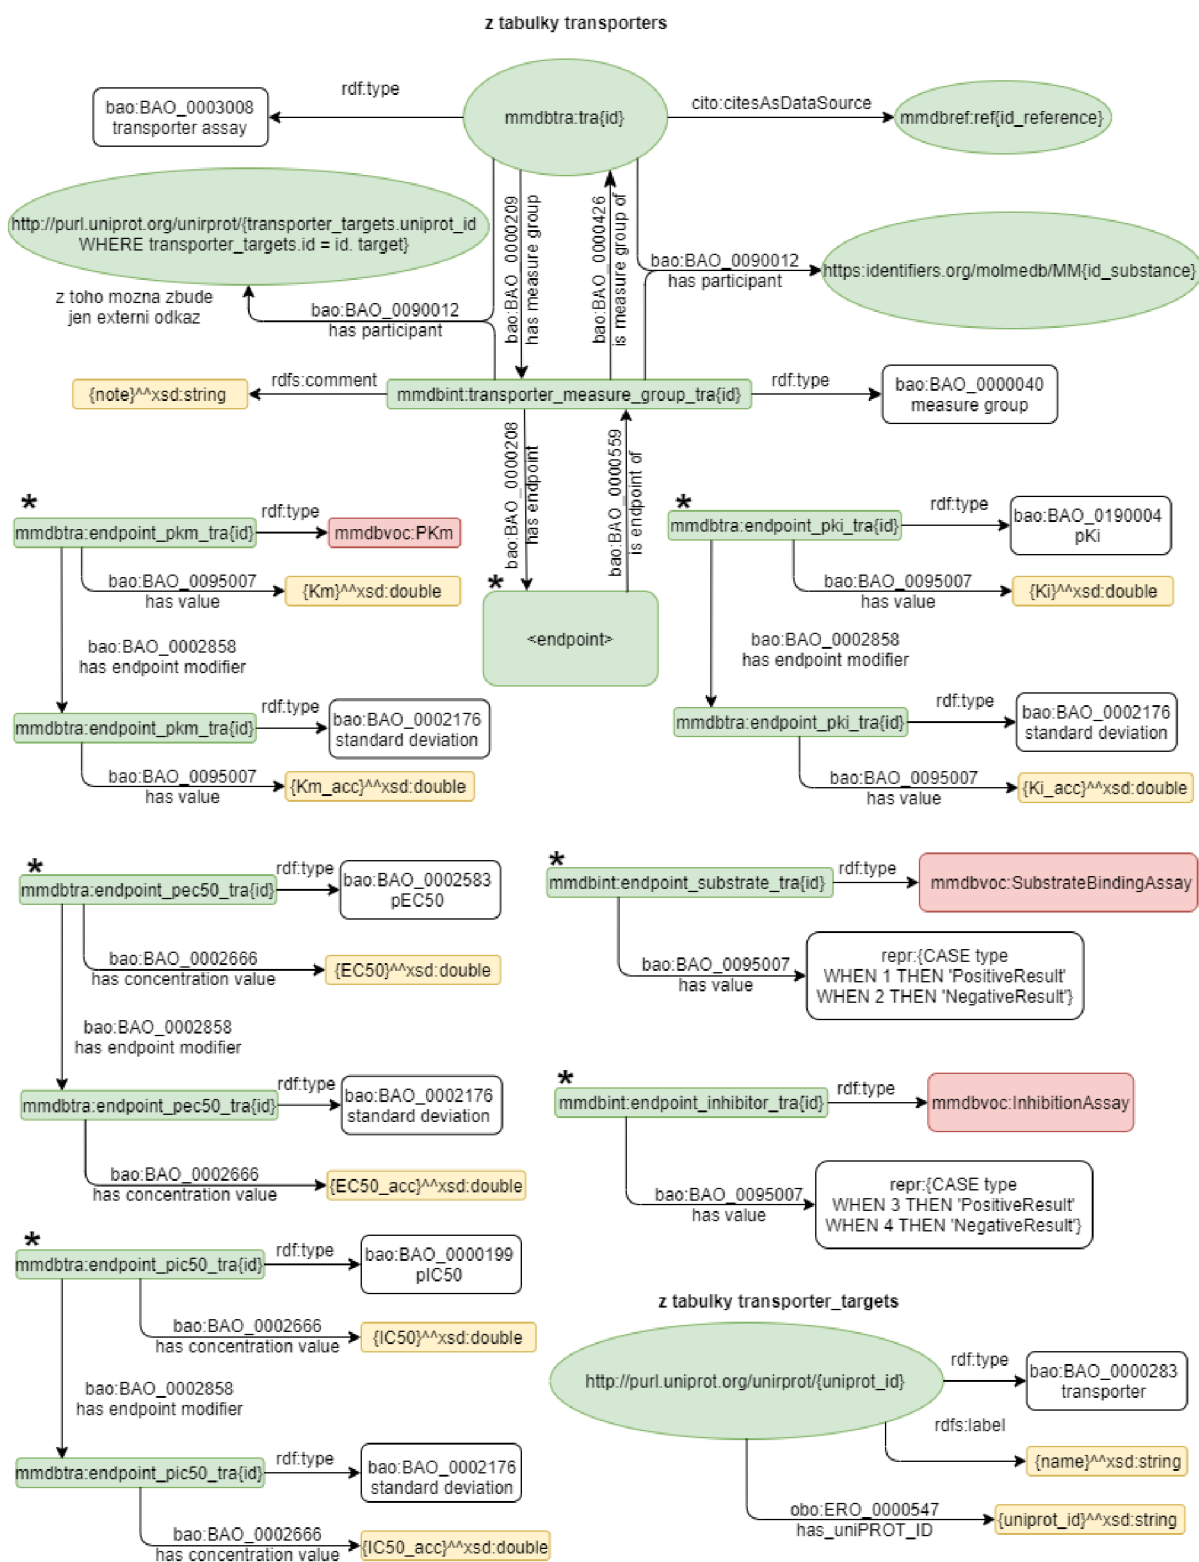 z tabulky transporters
rdf:type
bao:BAO_0003008
transporter assay
mmdbtra:tra{id}
cito:citesAsDataSource
mmdbref:ref{id_reference}
http://purl.uniprot.org/unirprot/{transporter_targets.uniprot_id
WHERE transporter_targets.id = id. target}
bao:BAO_0000209
has measure group
bao:BAO_0000426
is measure group of
bao:BAO_0090012
has participant
https:identifiers.org/molmedb/MM{id_substance}
z toho mozna zbude
jen externi odkaz
bao:BAO_0090012
has participant
{note}^^xsd:string
rdfs:comment
mmdbint:transporter_measure_group_tra{id}
rdf:type
bao:BAO_0000040
measure group
bao:BAO_0000208
has endpoint
bao:BAO_0000559
is endpoint of
*
<endpoint>
*
mmdbtra:endpoint_pkm_tra{id}
rdf:type
mmdbvoc:PKm
bao:BAO_0095007
has value
{Km}^^xsd:double
bao:BAO_0002858
has endpoint modifier
mmdbtra:endpoint_pkm_tra{id}
rdf:type
bao:BAO_0002176
standard deviation
bao:BAO_0095007
has value
{Km_acc}^^xsd:double
*
mmdbtra:endpoint_pki_tra{id}
rdf:type
bao:BAO_0190004
pKi
bao:BAO_0095007
has value
{Ki}^^xsd:double
bao:BAO_0002858
has endpoint modifier
mmdbtra:endpoint_pki_tra{id}
rdf:type
bao:BAO_0002176
standard deviation
bao:BAO_0095007
has value
{Ki_acc}^^xsd:double
*
mmdbtra:endpoint_pec50_tra{id}
rdf:type
bao:BAO_0002583
pEC50
bao:BAO_0002666
has concentration value
{EC50}^^xsd:double
bao:BAO_0002858
has endpoint modifier
mmdbtra:endpoint_pec50_tra{id}
rdf:type
bao:BAO_0002176
standard deviation
bao:BAO_0002666
has concentration value
{EC50_acc}^^xsd:double
*
mmdbint:endpoint_substrate_tra{id}
rdf:type
mmdbvoc:SubstrateBindingAssay
bao:BAO_0095007
has value
repr:{CASE type
WHEN 1 THEN 'PositiveResult'
WHEN 2 THEN 'NegativeResult'}
*
mmdbint:endpoint_inhibitor_tra{id}
rdf:type
mmdbvoc:InhibitionAssay
bao:BAO_0095007
has value
repr:{CASE type
WHEN 3 THEN 'PositiveResult'
WHEN 4 THEN 'NegativeResult'}
*
mmdbtra:endpoint_pic50_tra{id}
rdf:type
bao:BAO_0000199
pIC50
bao:BAO_0002666
has concentration value
{IC50}^^xsd:double
bao:BAO_0002858
has endpoint modifier
mmdbtra:endpoint_pic50_tra{id}
rdf:type
bao:BAO_0002176
standard deviation
bao:BAO_0002666
has concentration value
{IC50_acc}^^xsd:double
z tabulky transporter_targets
http://purl.uniprot.org/unirprot/{uniprot_id}
rdf:type
bao:BAO_0000283
transporter
rdfs:label
{name}^^xsd:string
obo:ERO_0000547
has_uniPROT_ID
{uniprot_id}^^xsd:string